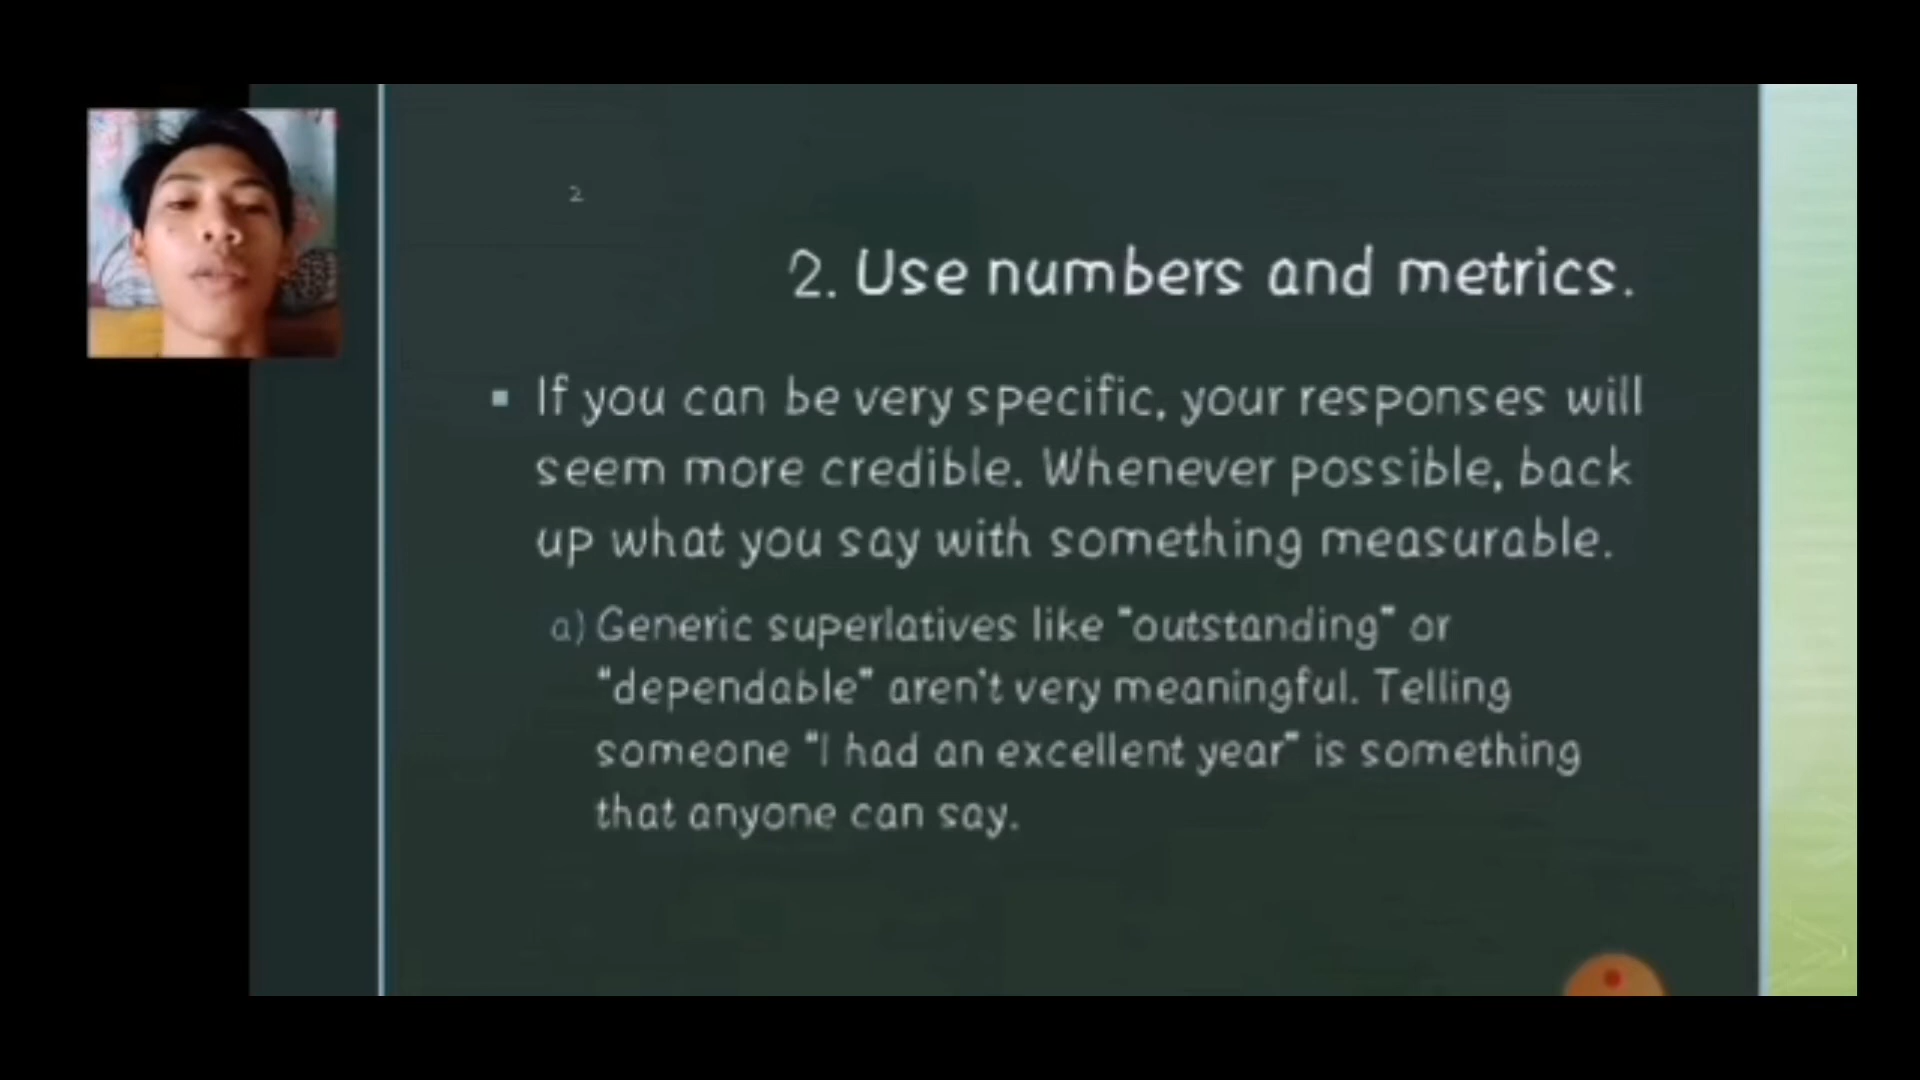 2
2. Use numbers and metrics.
▪ If you can be very specific, your responses will
seem more credible. Whenever possible, back
up what you say with something measurable.
a) Generic superlatives like "outstanding" or
"dependable" aren't very meaningful. Telling
someone "I had an excellent year" is something
that anyone can say.